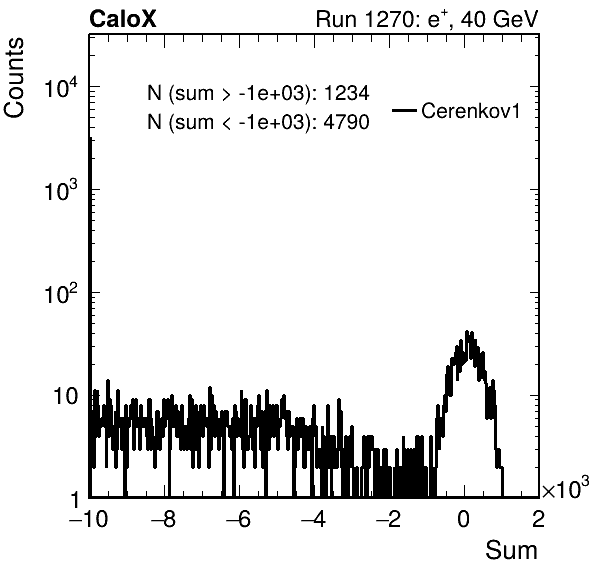 CaloX Run 1270: e⁺, 40 GeV
Counts
N (sum > -1e+03): 1234
N (sum < -1e+03): 4790
Cerenkov1
10⁴
10³
10²
10
1
−10 −8 −6 −4 −2 0 2
×10³
Sum